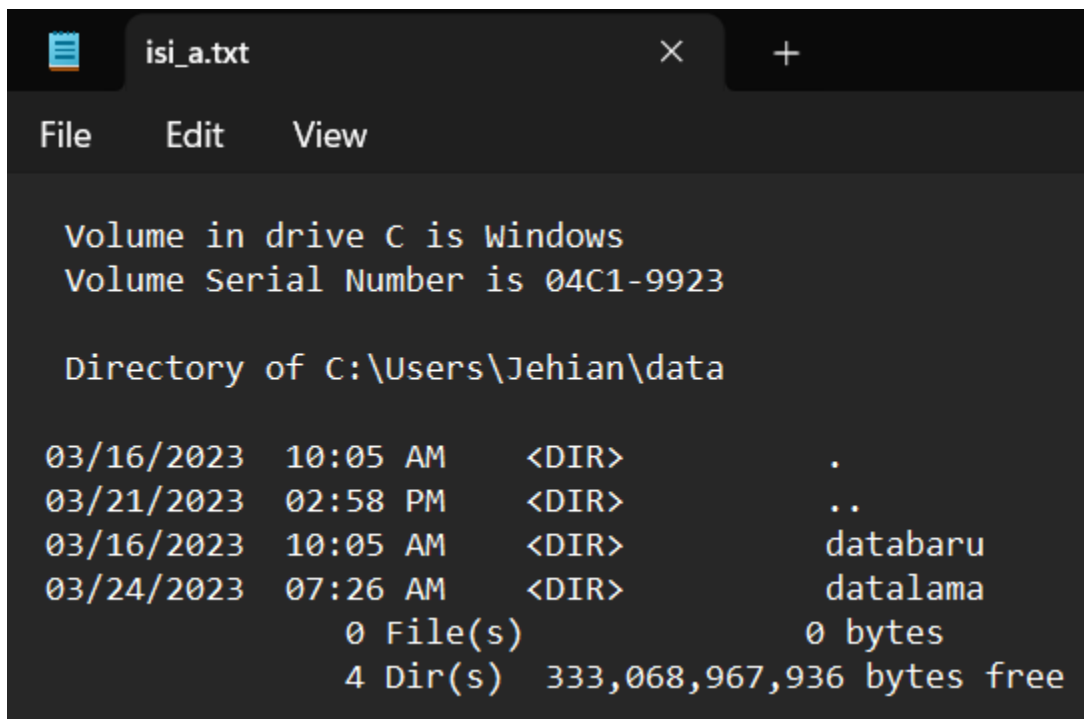 isi_a.txt
File Edit View
Volume in drive C is Windows
Volume Serial Number is 04C1-9923
Directory of C:\Users\Jehian\data
03/16/2023  10:05 AM    <DIR>          .
03/21/2023  02:58 PM    <DIR>          ..
03/16/2023  10:05 AM    <DIR>          databaru
03/24/2023  07:26 AM    <DIR>          datalama
0 File(s)              0 bytes
4 Dir(s)  333,068,967,936 bytes free